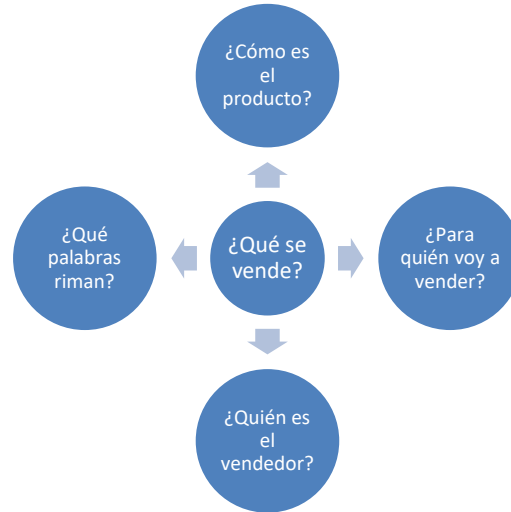 ¿Cómo es
el
producto?
¿Qué
palabras
riman?
¿Qué se
vende?
¿Para
quién voy a
vender?
¿Quién es
el
vendedor?